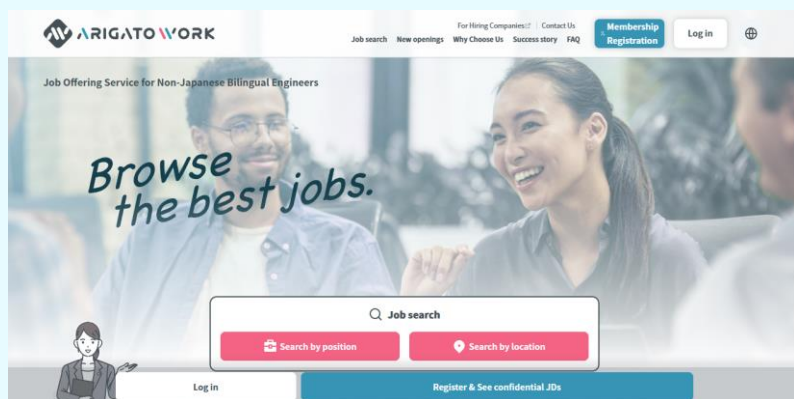 ARIGATO WORK
For Hiring Companies
Contact Us
Job search
New openings
Why Choose Us
Success story
FAQ
Membership
Registration
Log in
Job Offering Service for Non-Japanese Bilingual Engineers
Browse
the best jobs.
Job search
Search by position
Search by location
Log in
Register & See confidential JDs